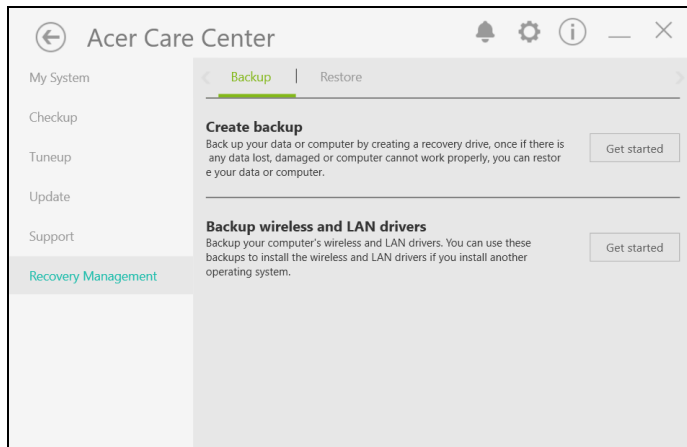 Acer Care Center
My System
Checkup
Tuneup
Update
Support
Recovery Management
Backup
Restore
Create backup
Back up your data or computer by creating a recovery drive, once if there is
any data lost, damaged or computer cannot work properly, you can restor
e your data or computer.
Get started
Backup wireless and LAN drivers
Backup your computer's wireless and LAN drivers. You can use these
backups to install the wireless and LAN drivers if you install another
operating system.
Get started